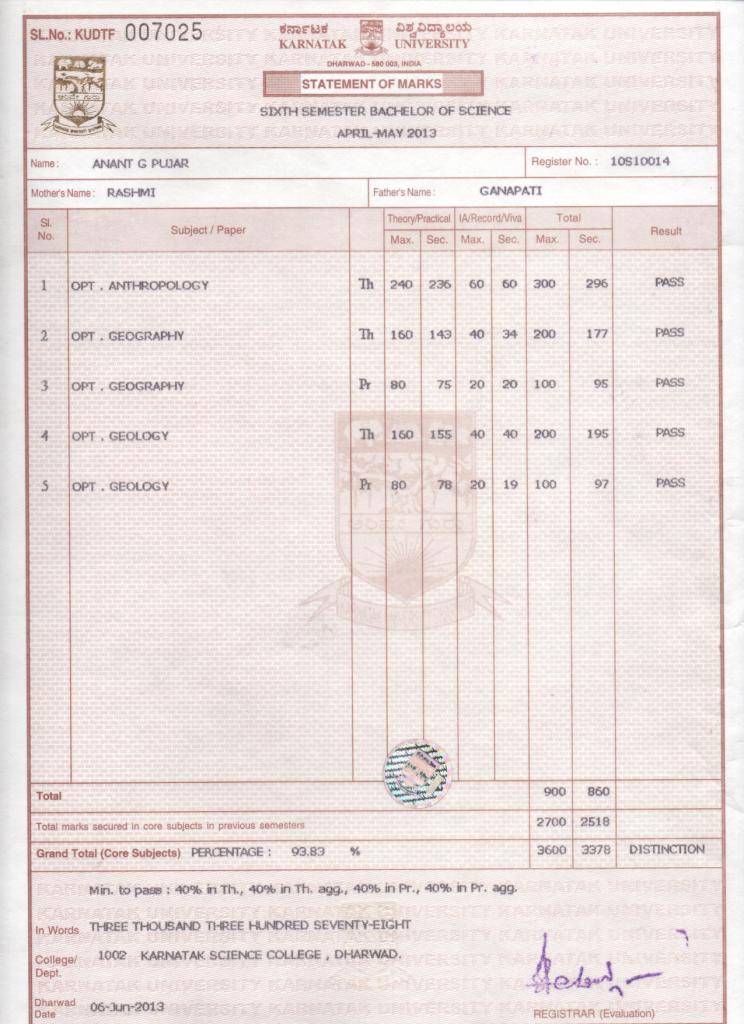 SL.No.: KUDTF 007025
ಕರ್ನಾಟಕ ವಿಶ್ವವಿದ್ಯಾಲಯ
KARNATAK UNIVERSITY
DHARWAD - 580 003, INDIA
STATEMENT OF MARKS
SIXTH SEMESTER BACHELOR OF SCIENCE
APRIL-MAY 2013
Name: ANANT G PUJAR Register No. : 10S10014
Mother's Name : RASHMI Father's Name : GANAPATI
Sl. No. Subject / Paper Theory/Practical IA/Record/Viva Total Result
Max. Sec. Max. Sec. Max. Sec.
1 OPT . ANTHROPOLOGY Th 240 236 60 60 300 296 PASS
2 OPT . GEOGRAPHY Th 160 143 40 34 200 177 PASS
3 OPT . GEOGRAPHY Pr 80 75 20 20 100 95 PASS
4 OPT . GEOLOGY Th 160 155 40 40 200 195 PASS
5 OPT . GEOLOGY Pr 80 78 20 19 100 97 PASS
Total 900 860
Total marks secured in core subjects in previous semesters 2700 2518
Grand Total (Core Subjects) PERCENTAGE : 93.83 % 3600 3378 DISTINCTION
Min. to pass : 40% in Th., 40% in Th. agg., 40% in Pr., 40% in Pr. agg.
In Words THREE THOUSAND THREE HUNDRED SEVENTY-EIGHT
College/ Dept. 1002 KARNATAK SCIENCE COLLEGE , DHARWAD.
Dharwad
Date 06-Jun-2013
REGISTRAR (Evaluation)